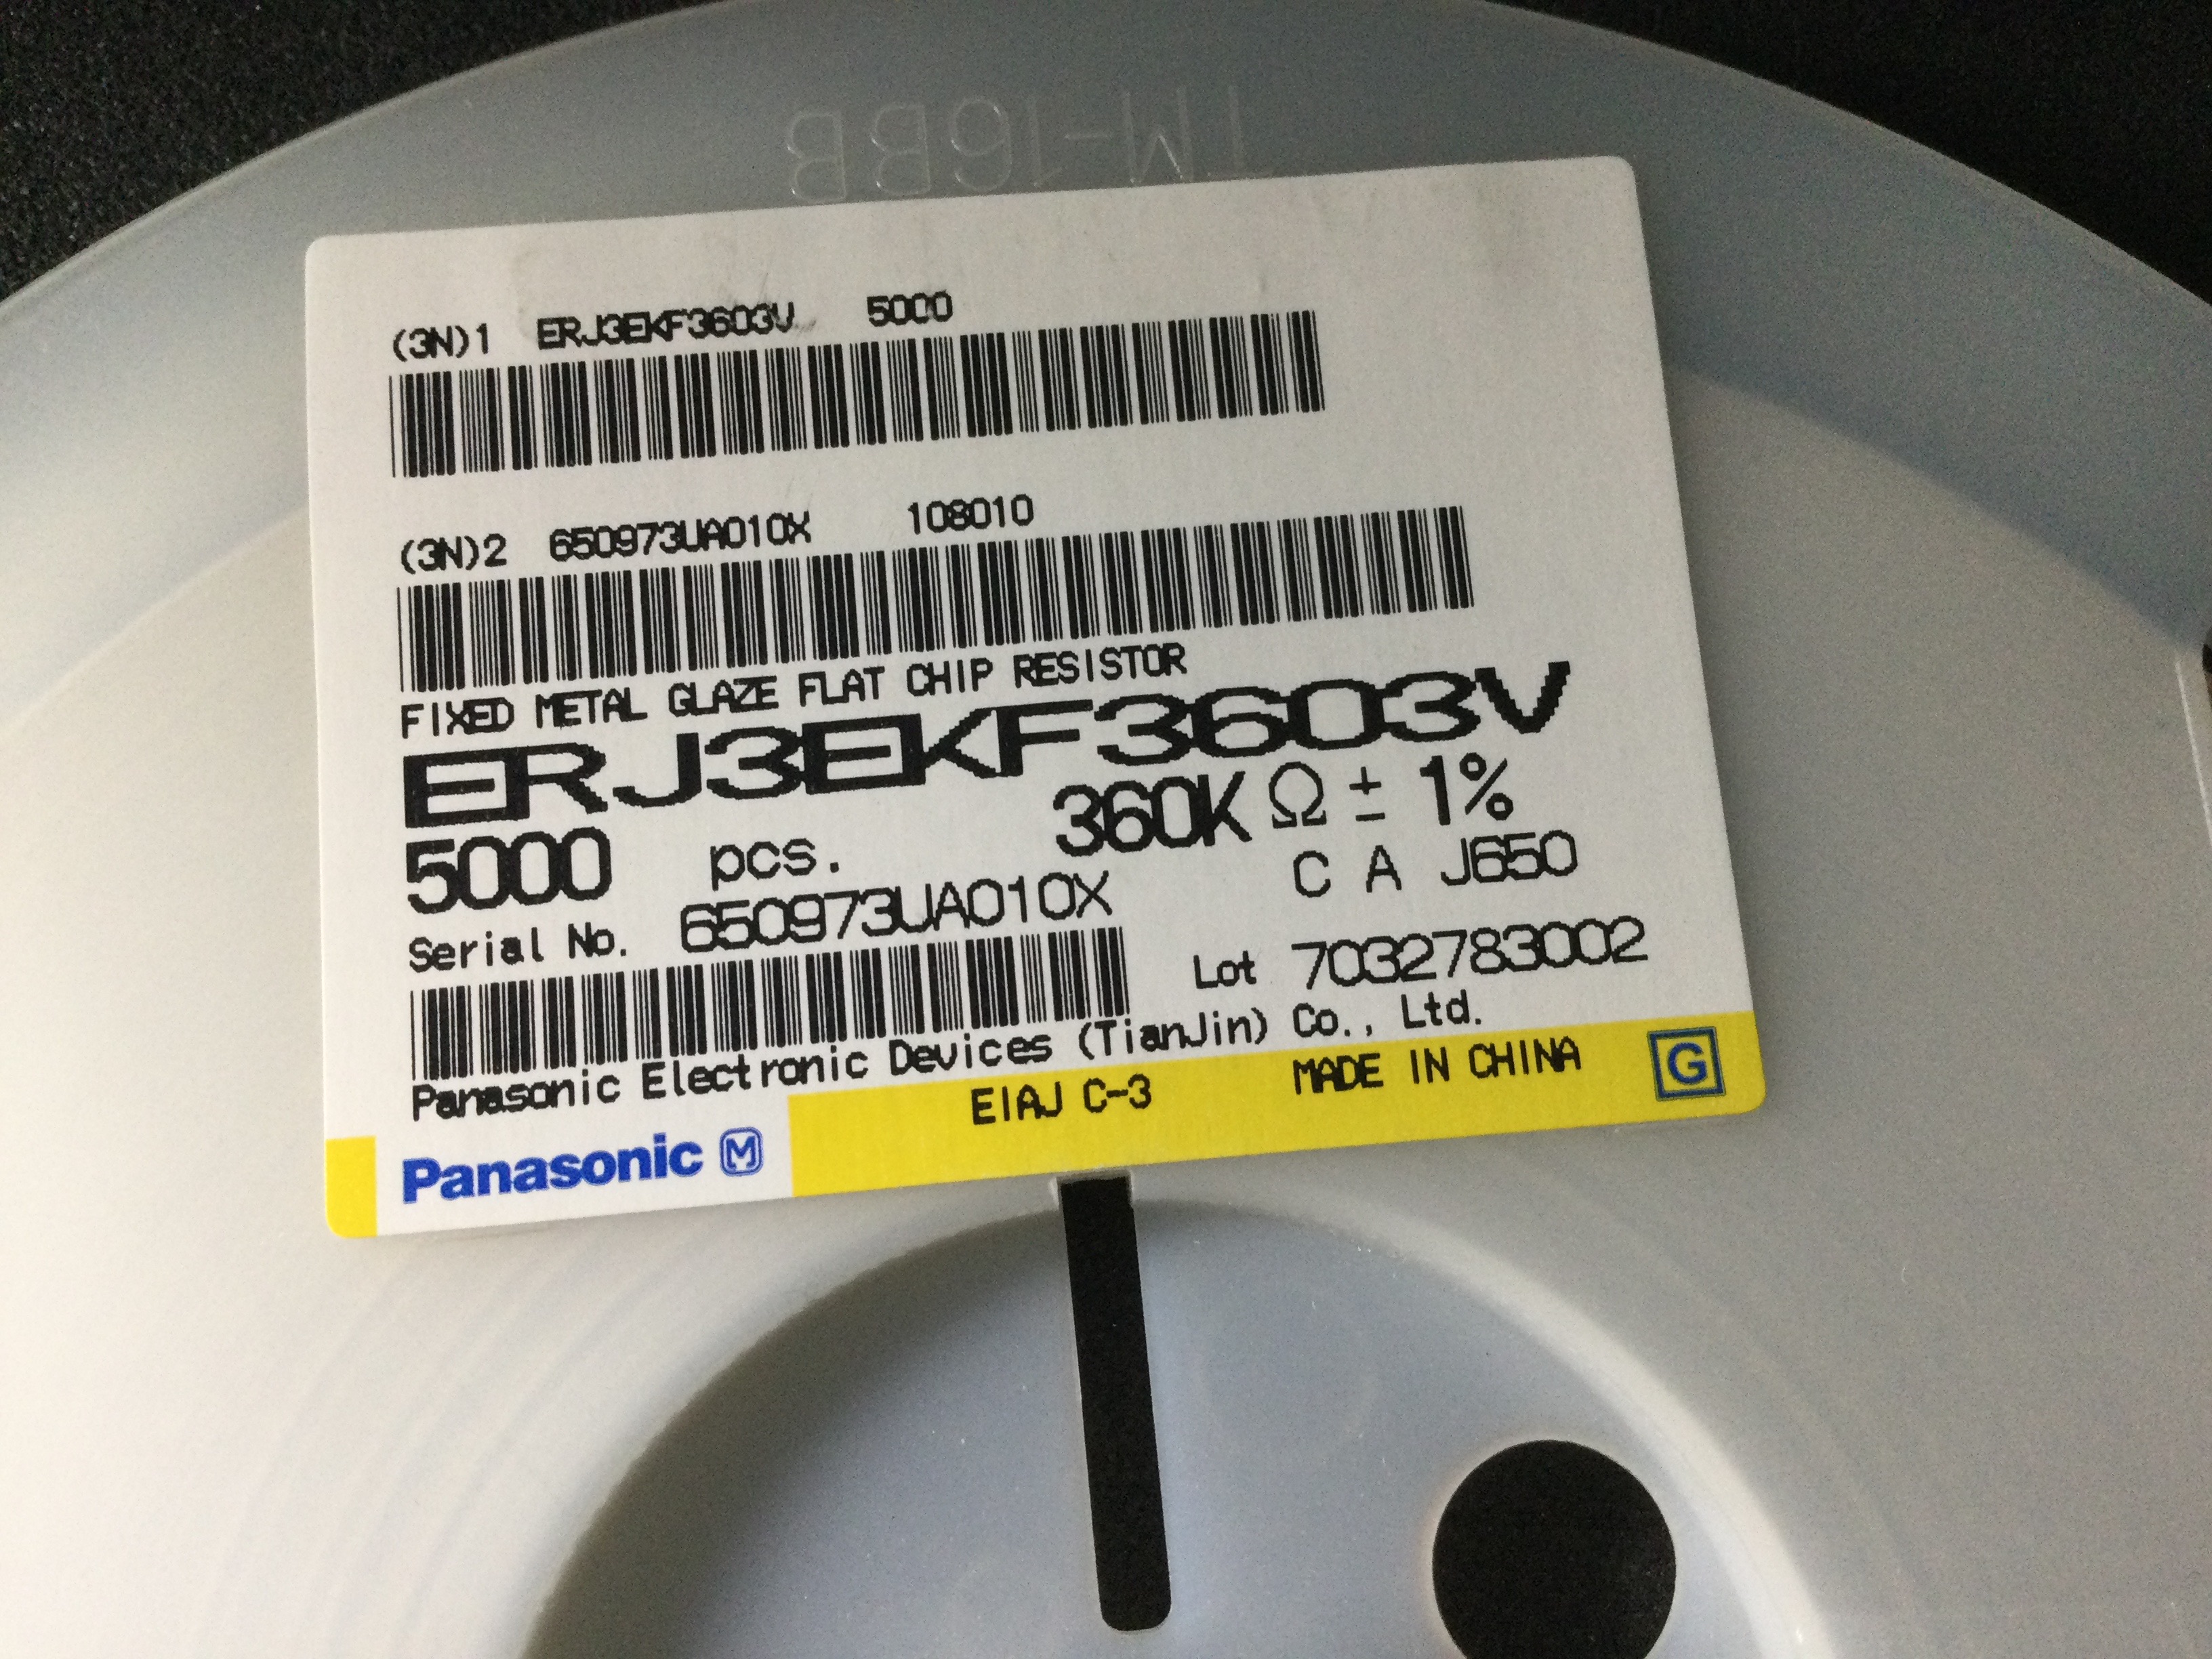 TM-16BB
(3N)1 ERJ3EKF3603V 5000
(3N)2 650973UA010X 108010
FIXED METAL GLAZE FLAT CHIP RESISTOR
ERJ3EKF3603V
360K Ω ± 1%
5000 pcs.
C A J650
Serial No. 650973UA010X
Lot 7032783002
Panasonic Electronic Devices (TianJin) Co., Ltd.
EIAJ C-3 MADE IN CHINA G
Panasonic M